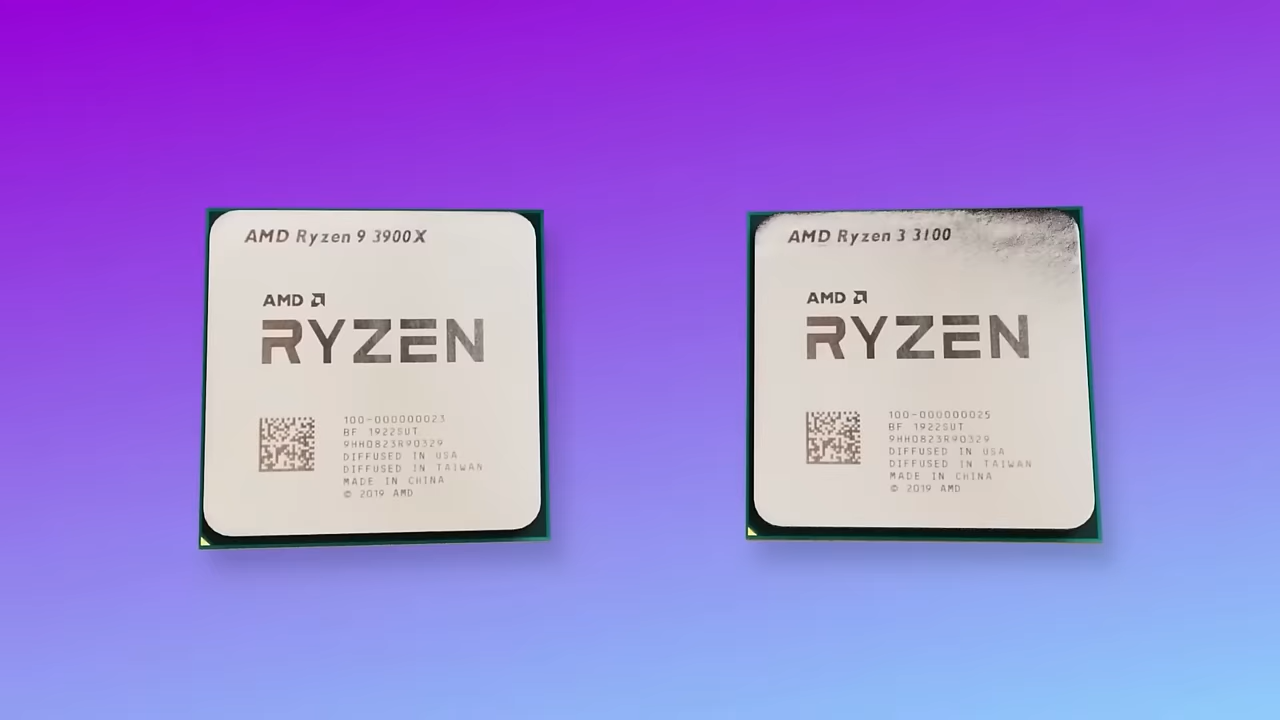 AMD Ryzen 9 3900X
AMD
RYZEN
100-000000023
BF 1922SUT
9HH0823R90329
DIFFUSED IN USA
DIFFUSED IN TAIWAN
MADE IN CHINA
© 2019 AMD
AMD Ryzen 3 3100
AMD
RYZEN
100-000000025
BF 1922SUT
9HH0823R90329
DIFFUSED IN USA
DIFFUSED IN TAIWAN
MADE IN CHINA
© 2019 AMD